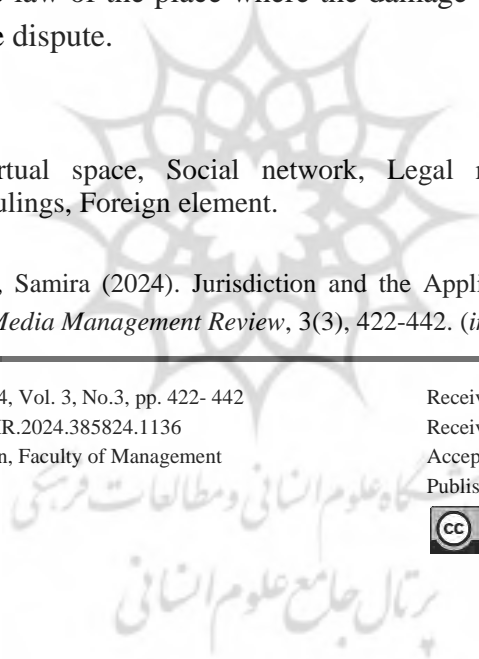 law of the place where the damage
dispute.
rtual space, Social network, Legal
ulings, Foreign element.
, Samira (2024). Jurisdiction and the Appli
Media Management Review, 3(3), 422-442. (in
4, Vol. 3, No.3, pp. 422- 442
Receiv
R.2024.385824.1136
Receiv
n, Faculty of Management
Accep
Publis
cc
گاه علوم انسانی و مطالعات فرهنگی
پرتال جامع علوم انسانی